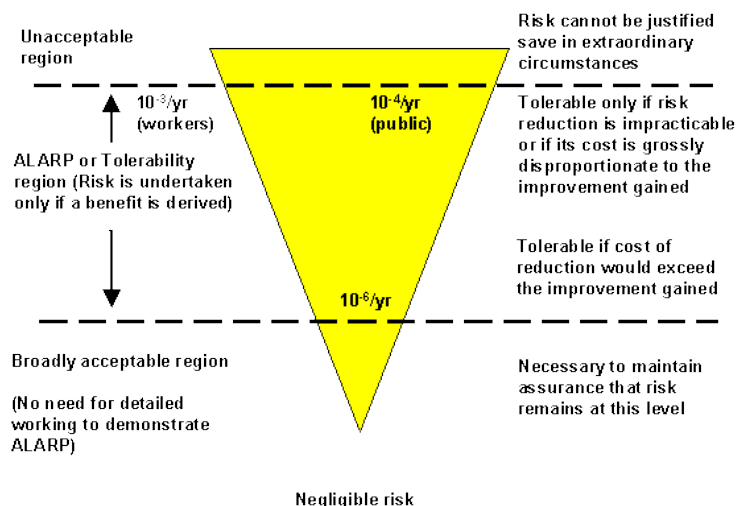 Unacceptable
region
Risk cannot be justified
save in extraordinary
circumstances
10⁻³/yr
(workers)
10⁻⁴/yr
(public)
Tolerable only if risk
reduction is impracticable
or if its cost is grossly
disproportionate to the
improvement gained
ALARP or Tolerability
region (Risk is undertaken
only if a benefit is derived)
Tolerable if cost of
reduction would exceed
the improvement gained
10⁻⁶/yr
Broadly acceptable region
(No need for detailed
working to demonstrate
ALARP)
Necessary to maintain
assurance that risk
remains at this level
Negligible risk